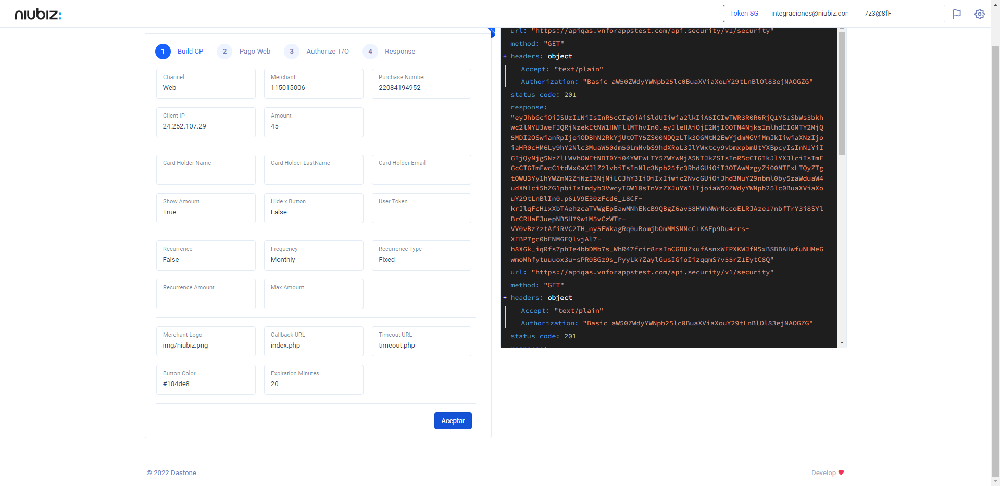 niubiz:
Token SG
integraciones@niubiz.con
_7z3@8fF
1 Build CP
2 Pago Web
3 Authorize T/O
4 Response
Channel
Web
Merchant
115015006
Purchase Number
22084194952
Client IP
24.252.107.29
Amount
45
Card Holder Name
Card Holder LastName
Card Holder Email
Show Amount
True
Hide x Button
False
User Token
Recurrence
False
Frequency
Monthly
Recurrence Type
Fixed
Recurrence Amount
Max Amount
Merchant Logo
img/niubiz.png
Callback URL
index.php
Timeout URL
timeout.php
Button Color
#104de8
Expiration Minutes
20
Aceptar
url: "https://apiqas.vnforappstest.com/api.security/v1/security"
method: "GET"
+ headers: object
Accept: "text/plain"
Authorization: "Basic aW50ZWdyYWNpb25lc0BuaXViaXouY29tLnBlOl83ejNAOGZG"
status code: 201
response:
"eyJhbGciOiJSUzI1NiIsInR5cCIgOiAiSldUIiwia2lkIiA6ICIwTWR3R0R6RjQ1YS1SbWs3bkh
wc2lNYUJweFJQRjNzekEtNW1HWFllMThvIn0.eyJleHAiOjE2NjI0OTM4NjksImlhdCI6MTY2MjQ
5MDI2OSwianRpIjoiODBhN2RkYjUtOTY5ZS00NDQzLTk3OGMtN2EwYjdmMGViMmJkIiwiaXNzIjo
iaHR0cHM6Ly9hY2Nlc3MuaW50dm50LmNvbS9hdXRoL3JlYWxtcy9vbmxpbmUtYXBpcyIsInN1YiI
6IjQyNjg5NzZlLWVhOWEtNDI0Yi04YWEwLTY5ZWYwMjA5NTJkZSIsInR5cCI6IkJlYXJlciIsImF
6cCI6ImFwcC1tdWx0aXJlZ2lvbiIsInNlc3Npb25fc3RhdGUiOiI3OTAwMzgyZi00MTExLTQyZTg
tOWU3Yy1hYWZmM2ZiNzI3NjMiLCJhY3IiOiIxIiwic2NvcGUiOiJhd3MuY29nbml0by5zaWduaW4
udXNlci5hZG1pbiIsImdyb3VwcyI6W10sInVzZXJuYW1lIjoiaW50ZWdyYWNpb25lc0BuaXViaXo
uY29tLnBlIn0.p61V9E30zFcd6_18CF-
krJlqFcH1xXbTAehzcaTVWgEpEawMNhEkcB9QBgZ6av58HWhNWrNccoELRJAze17nbfTrY3i8SYl
BrCRHaFJuepNB5H79w1M5vCzWTr-
VV0vBz7ztAfiRVC2TH_ny5EWkagRq0uBomjbOmMMSMMcC1KAEp9Du4rrs-
XEBP7gc0bFNM6FQlvjAl7-
h8X6k_iqRfs7phTe4bbDMb7s_WhR47fcir8rsInCGDUZxufAsnxWFPXKWJfM5xBSBBAHwfuNHMe6
wmoMhfytuuuox3u-sPR0BGz9s_PyyLk7ZaylGusIGioIizqqmS7v55rZ1EytC8Q"
url: "https://apiqas.vnforappstest.com/api.security/v1/security"
method: "GET"
+ headers: object
Accept: "text/plain"
Authorization: "Basic aW50ZWdyYWNpb25lc0BuaXViaXouY29tLnBlOl83ejNAOGZG"
status code: 201
© 2022 Dastone
Develop